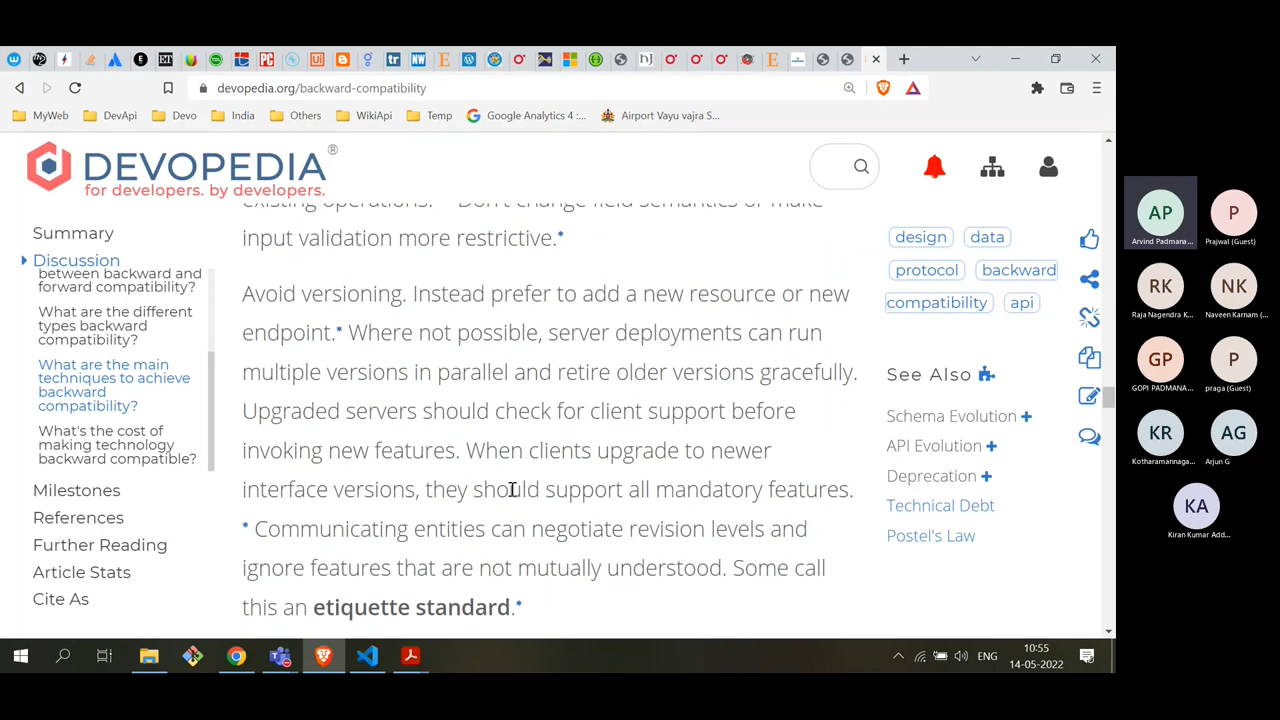 devopedia.org/backward-compatibility
MyWeb
DevApi
Devo
India
Others
WikiApi
Temp
Google Analytics 4 :...
Airport Vayu vajra S...
DEVOPEDIA ®
for developers. by developers.
Summary
Discussion
between backward and
forward compatibility?
What are the different
types backward
compatibility?
What are the main
techniques to achieve
backward
compatibility?
What's the cost of
making technology
backward compatible?
Milestones
References
Further Reading
Article Stats
Cite As
existing operations. Don't change field semantics or make
input validation more restrictive.*
Avoid versioning. Instead prefer to add a new resource or new
endpoint.* Where not possible, server deployments can run
multiple versions in parallel and retire older versions gracefully.
Upgraded servers should check for client support before
invoking new features. When clients upgrade to newer
interface versions, they should support all mandatory features.
* Communicating entities can negotiate revision levels and
ignore features that are not mutually understood. Some call
this an etiquette standard.*
design
data
protocol
backward
compatibility
api
See Also
Schema Evolution +
API Evolution +
Deprecation +
Technical Debt
Postel's Law
AP
Arvind Padmana...
P
Prajwal (Guest)
RK
Raja Nagendra K...
NK
Naveen Karnam (...
GP
GOPI PADMANA...
P
praga (Guest)
KR
Kotharamannaga...
AG
Arjun G
KA
Kiran Kumar Add...
ENG
10:55
14-05-2022